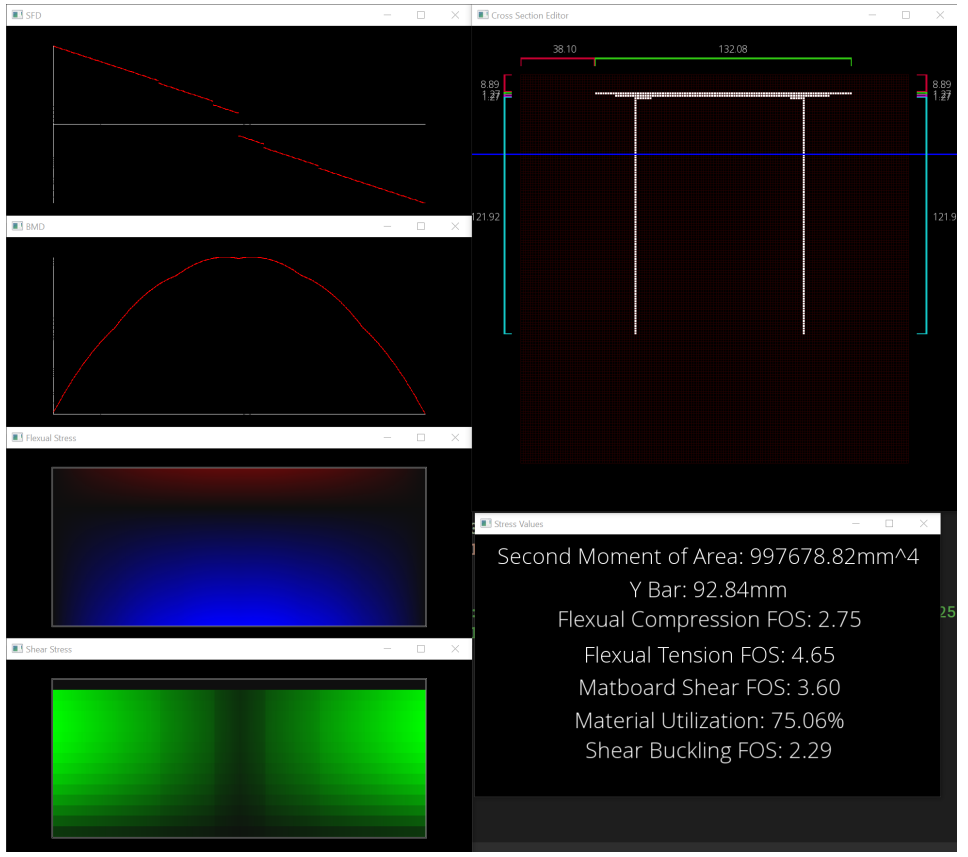 SFD
Cross Section Editor
38.10
132.08
8.89
1.27
1.27
121.92
8.89
1.27
1.27
121.9
BMD
Flexual Stress
Stress Values
Second Moment of Area: 997678.82mm^4
Y Bar: 92.84mm
25
Flexual Compression FOS: 2.75
Flexual Tension FOS: 4.65
Matboard Shear FOS: 3.60
Material Utilization: 75.06%
Shear Buckling FOS: 2.29
Shear Stress